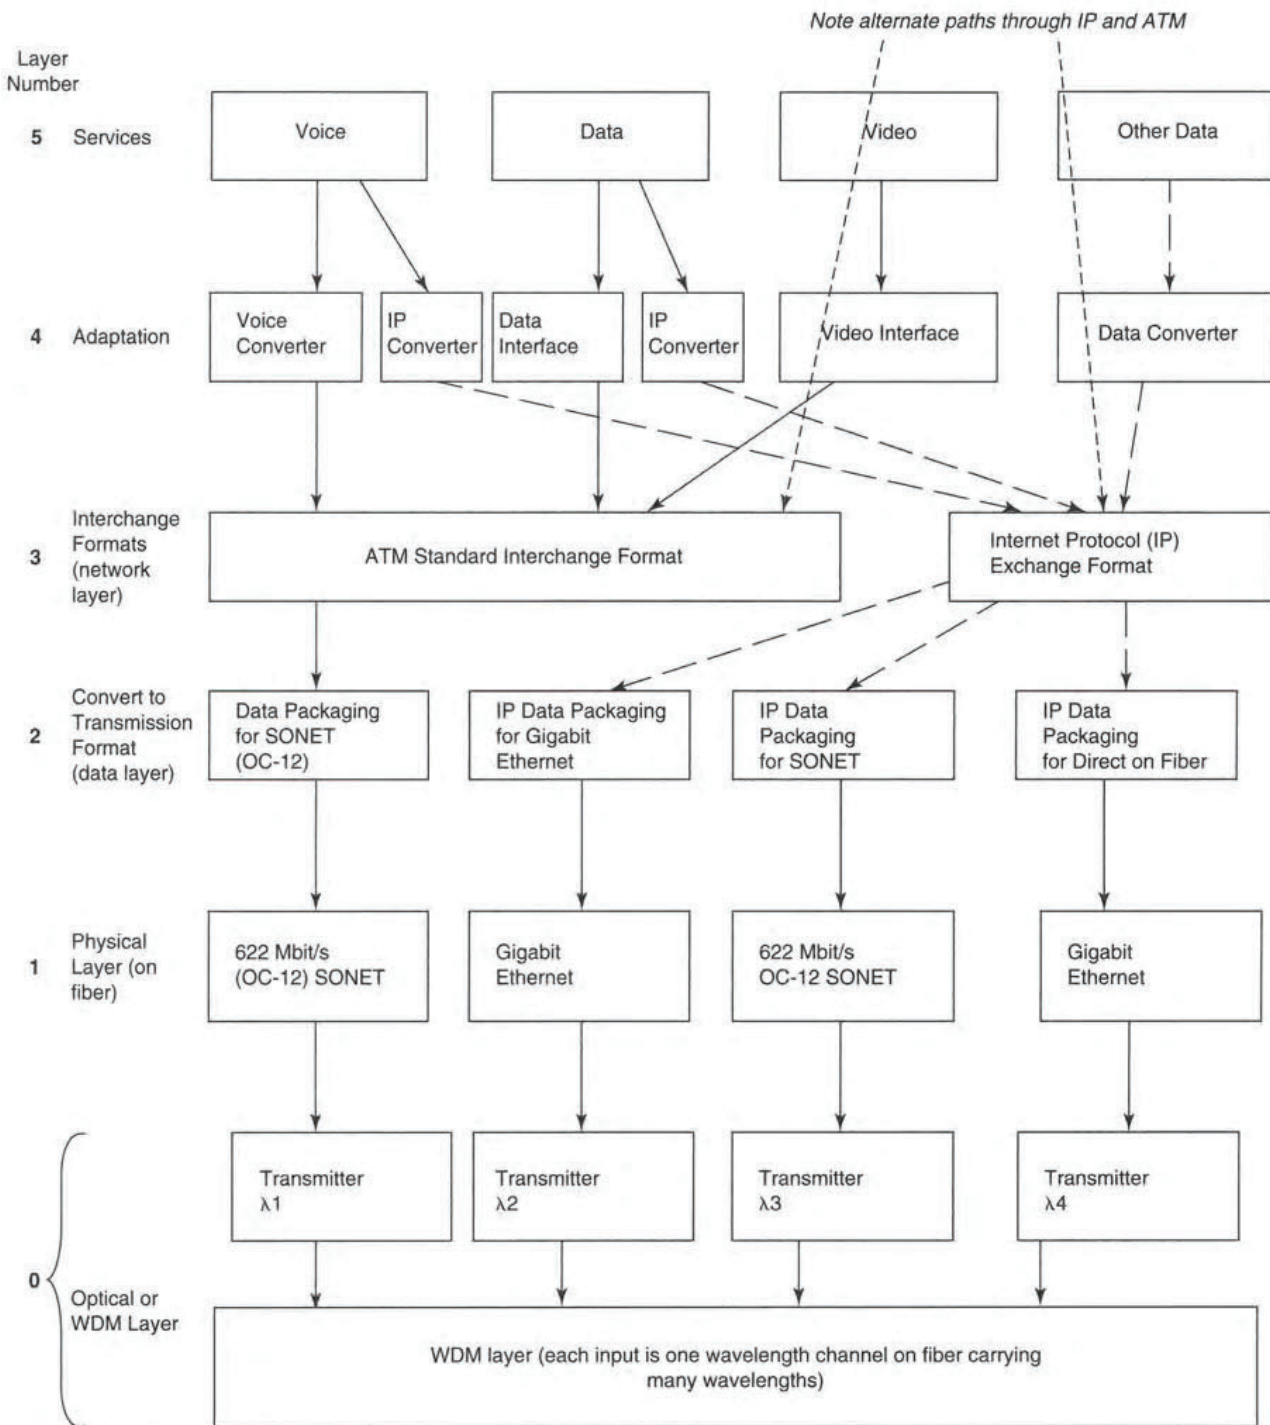 Note alternate paths through IP and ATM
Layer
Number
5 Services
Voice
Data
Video
Other Data
4 Adaptation
Voice
Converter
IP
Converter
Data
Interface
IP
Converter
Video Interface
Data Converter
3
Interchange
Formats
(network
layer)
ATM Standard Interchange Format
Internet Protocol (IP)
Exchange Format
2
Convert to
Transmission
Format
(data layer)
Data Packaging
for SONET
(OC-12)
IP Data Packaging
for Gigabit
Ethernet
IP Data
Packaging
for SONET
IP Data
Packaging
for Direct on Fiber
1
Physical
Layer (on
fiber)
622 Mbit/s
(OC-12) SONET
Gigabit
Ethernet
622 Mbit/s
OC-12 SONET
Gigabit
Ethernet
Transmitter
λ1
Transmitter
λ2
Transmitter
λ3
Transmitter
λ4
0
Optical or
WDM Layer
WDM layer (each input is one wavelength channel on fiber carrying
many wavelengths)